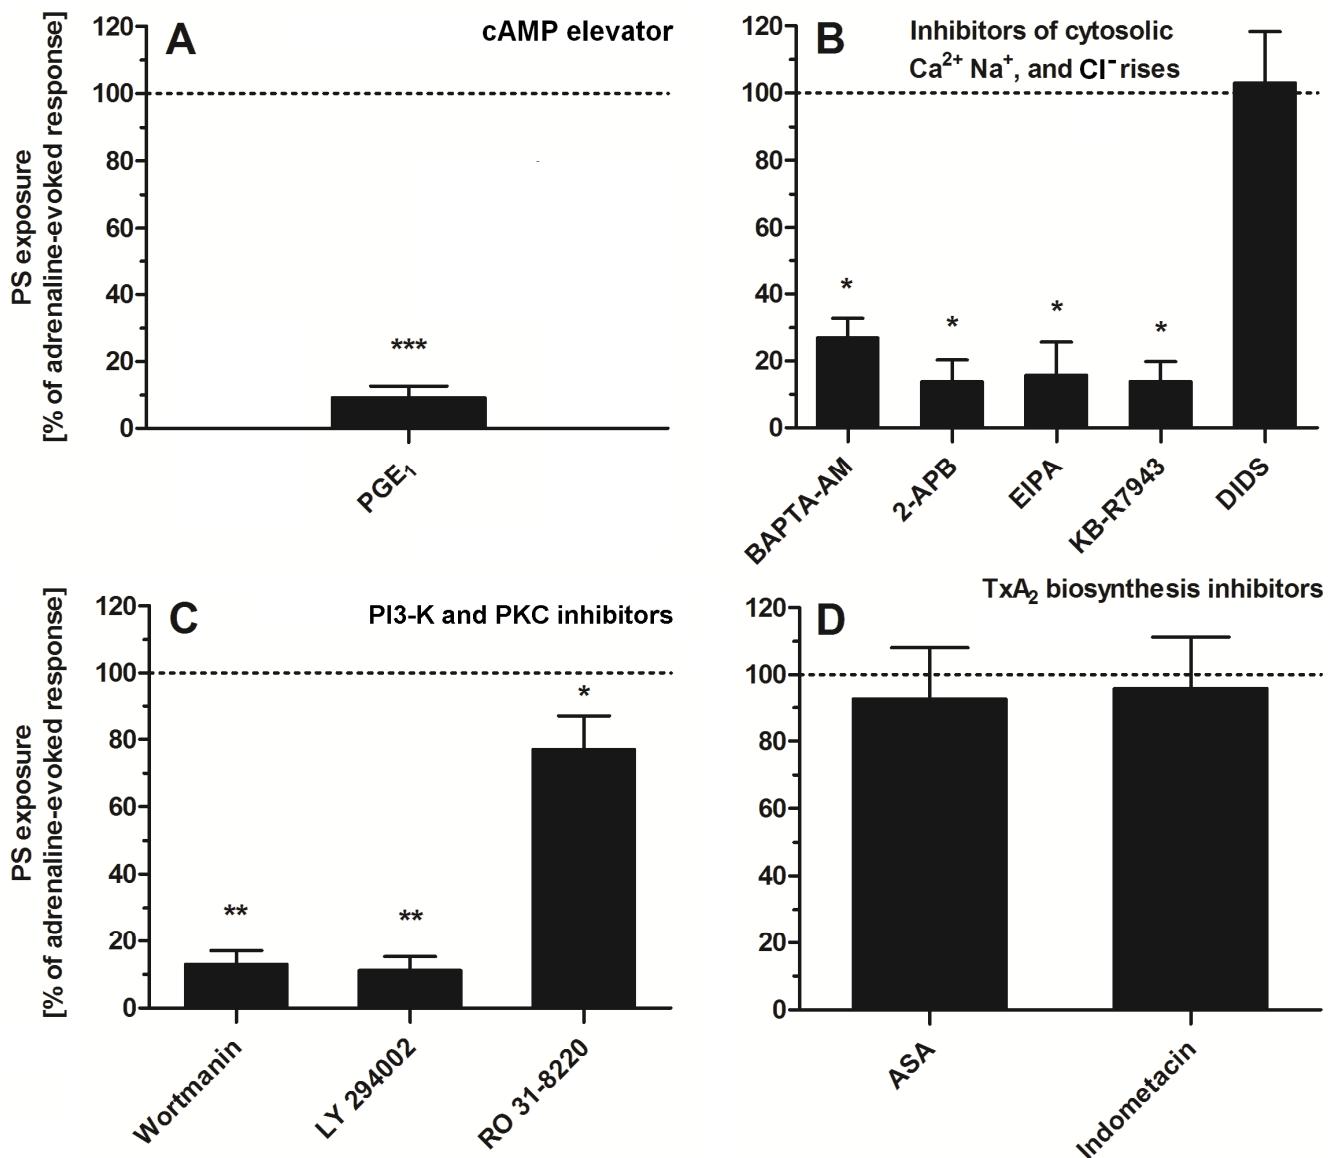 A
cAMP elevator
PS exposure
[% of adrenaline-evoked response]
120
100
80
60
40
20
0
***
PGE₁
B
Inhibitors of cytosolic
Ca²⁺ Na⁺, and Cl⁻ rises
120
100
80
60
40
20
0
*
*
*
*
BAPTA-AM
2-APB
EIPA
KB-R7943
DIDS
C
PI3-K and PKC inhibitors
PS exposure
[% of adrenaline-evoked response]
120
100
80
60
40
20
0
**
**
*
Wortmanin
LY 294002
RO 31-8220
D
TxA₂ biosynthesis inhibitors
120
100
80
60
40
20
0
ASA
Indometacin